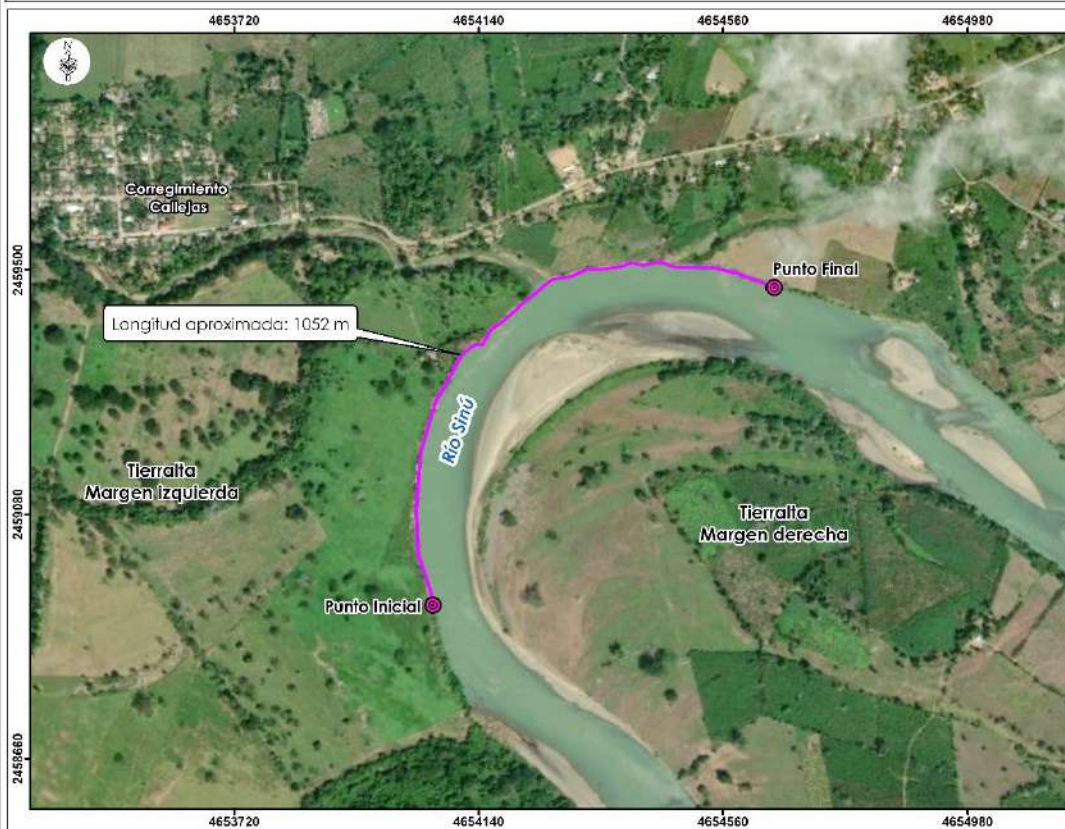 4653720 4654140 4654560 4654980
N
Corregimiento
Callejas
2459500
Punto Final
Longitud aproximada: 1052 m
Río Sinú
Tierralta
Margen izquierda
2459080
Tierralta
Margen derecha
Punto Inicial
2458660
4653720 4654140 4654560 4654980